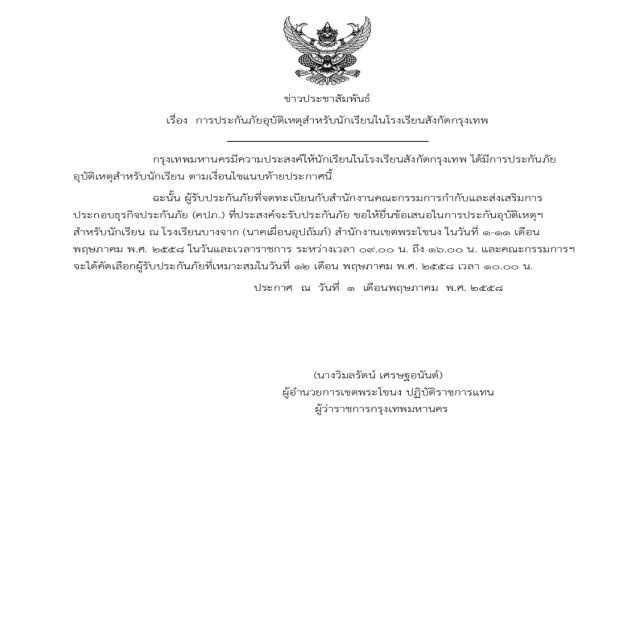 ข่าวประชาสัมพันธ์
เรื่อง การประกันภัยอุบัติเหตุสำหรับนักเรียนในโรงเรียนสังกัดกรุงเทพ
กรุงเทพมหานครมีความประสงค์ให้นักเรียนในโรงเรียนสังกัดกรุงเทพ ได้มีการประกันภัย
อุบัติเหตุสำหรับนักเรียน ตามเงื่อนไขแนบท้ายประกาศนี้
ฉะนั้น ผู้รับประกันภัยที่จดทะเบียนกับสำนักงานคณะกรรมการกำกับและส่งเสริมการ
ประกอบธุรกิจประกันภัย (คปภ.) ที่ประสงค์จะรับประกันภัย ขอให้ยื่นข้อเสนอในการประกันอุบัติเหตุฯ
สำหรับนักเรียน ณ โรงเรียนบางจาก (นาคเผื่อนอุปถัมภ์) สำนักงานเขตพระโขนง ในวันที่ ๑-๑๑ เดือน
พฤษภาคม พ.ศ. ๒๕๕๘ ในวันและเวลาราชการ ระหว่างเวลา ๐๙.๐๐ น. ถึง ๑๖.๐๐ น. และคณะกรรมการฯ
จะได้คัดเลือกผู้รับประกันภัยที่เหมาะสมในวันที่ ๑๒ เดือน พฤษภาคม พ.ศ. ๒๕๕๘ เวลา ๑๐.๐๐ น.
ประกาศ ณ วันที่ ๑ เดือนพฤษภาคม พ.ศ. ๒๕๕๘
(นางวิมลรัตน์ เศรษฐอนันต์)
ผู้อำนวยการเขตพระโขนง ปฏิบัติราชการแทน
ผู้ว่าราชการกรุงเทพมหานคร